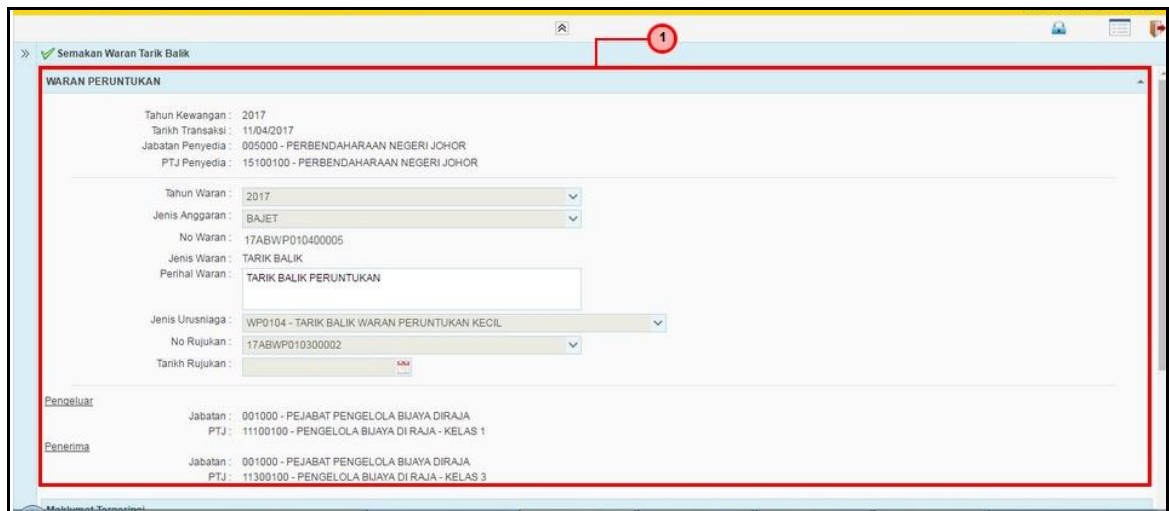 1
Semakan Waran Tarik Balik
WARAN PERUNTUKAN
Tahun Kewangan : 2017
Tarikh Transaksi : 11/04/2017
Jabatan Penyedia : 005000 - PERBENDAHARAAN NEGERI JOHOR
PTJ Penyedia : 15100100 - PERBENDAHARAAN NEGERI JOHOR
Tahun Waran : 2017
Jenis Anggaran : BAJET
No Waran : 17ABWP010400005
Jenis Waran : TARIK BALIK
Perihal Waran : TARIK BALIK PERUNTUKAN
Jenis Urusniaga : WP0104 - TARIK BALIK WARAN PERUNTUKAN KECIL
No Rujukan : 17ABWP010300002
Tarikh Rujukan :
Pengeluar
Jabatan : 001000 - PEJABAT PENGELOLA BIJAYA DIRAJA
PTJ : 11100100 - PENGELOLA BIJAYA DI RAJA - KELAS 1
Penerima
Jabatan : 001000 - PEJABAT PENGELOLA BIJAYA DIRAJA
PTJ : 11300100 - PENGELOLA BIJAYA DI RAJA - KELAS 3
Maklumat Terperinci